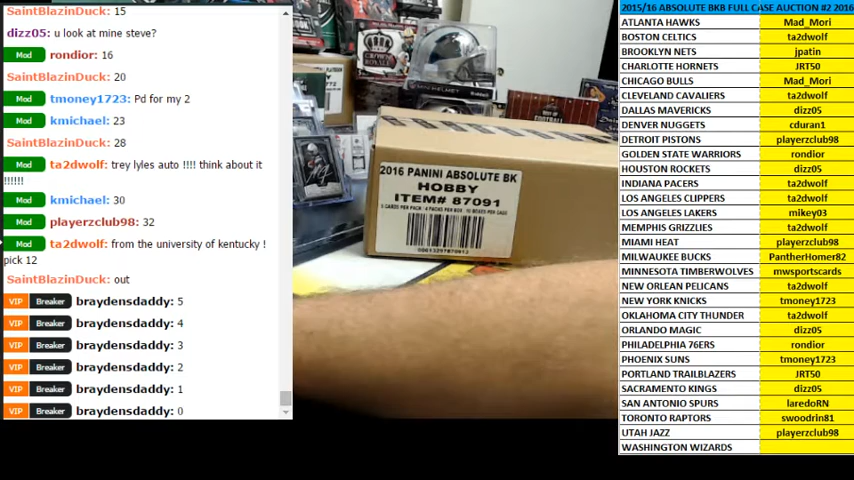 SaintBlazinDuck: 15
dizz05: u look at mine steve?
Mod rondior: 16
SaintBlazinDuck: 20
Mod tmoney1723: Pd for my 2
Mod kmichael: 23
SaintBlazinDuck: 28
Mod ta2dwolf: trey lyles auto !!!! think about it
!!!!!!
Mod kmichael: 30
Mod playerzclub98: 32
Mod ta2dwolf: from the university of kentucky !
pick 12
SaintBlazinDuck: out
VIP Breaker braydensdaddy: 5
VIP Breaker braydensdaddy: 4
VIP Breaker braydensdaddy: 3
VIP Breaker braydensdaddy: 2
VIP Breaker braydensdaddy: 1
VIP Breaker braydensdaddy: 0
CROWN
ROYALE
MINI HELMET
FOOTBALL
2016 PANINI ABSOLUTE BK
HOBBY
ITEM# 87091
2015/16 ABSOLUTE BKB FULL CASE AUCTION #2 2016
ATLANTA HAWKS Mad_Mori
BOSTON CELTICS ta2dwolf
BROOKLYN NETS jpatin
CHARLOTTE HORNETS JRT50
CHICAGO BULLS Mad_Mori
CLEVELAND CAVALIERS ta2dwolf
DALLAS MAVERICKS dizz05
DENVER NUGGETS cduran1
DETROIT PISTONS playerzclub98
GOLDEN STATE WARRIORS rondior
HOUSTON ROCKETS dizz05
INDIANA PACERS ta2dwolf
LOS ANGELES CLIPPERS ta2dwolf
LOS ANGELES LAKERS mikey03
MEMPHIS GRIZZLIES ta2dwolf
MIAMI HEAT playerzclub98
MILWAUKEE BUCKS PantherHomer82
MINNESOTA TIMBERWOLVES mwsportscards
NEW ORLEAN PELICANS ta2dwolf
NEW YORK KNICKS tmoney1723
OKLAHOMA CITY THUNDER ta2dwolf
ORLANDO MAGIC dizz05
PHILADELPHIA 76ERS rondior
PHOENIX SUNS tmoney1723
PORTLAND TRAILBLAZERS JRT50
SACRAMENTO KINGS dizz05
SAN ANTONIO SPURS laredoRN
TORONTO RAPTORS swoodrin81
UTAH JAZZ playerzclub98
WASHINGTON WIZARDS